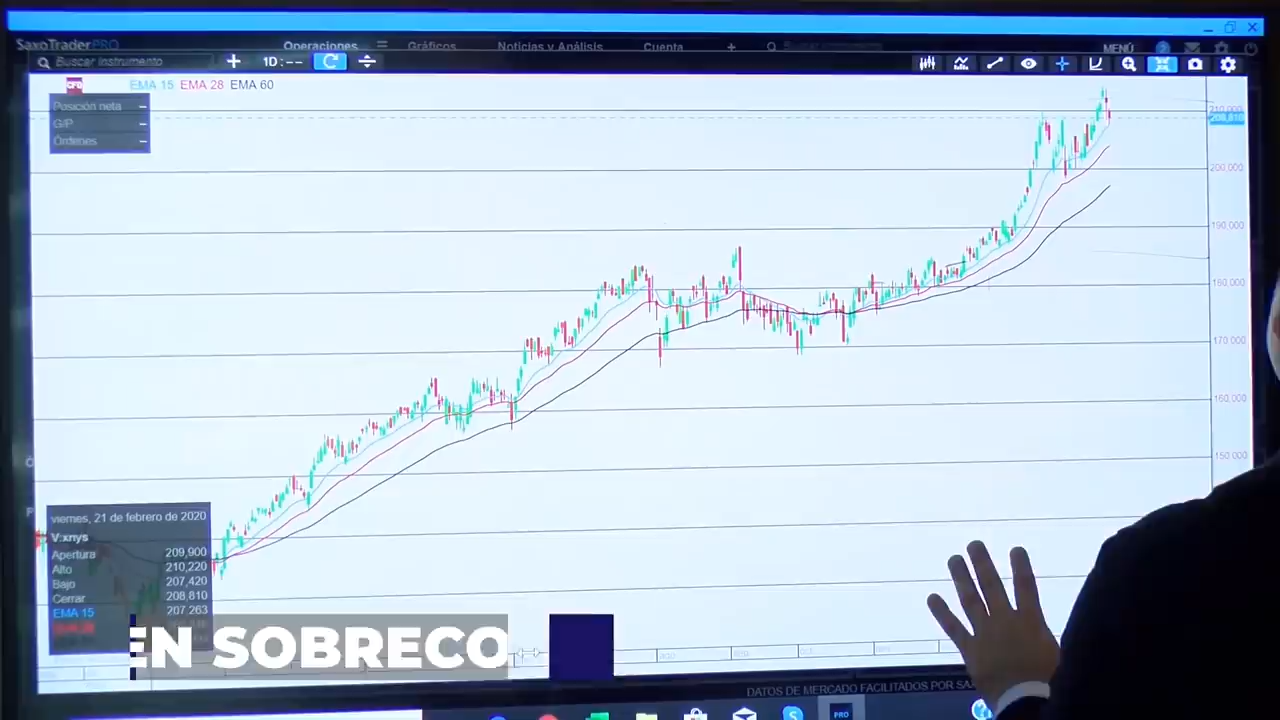 SaxoTraderPRO
Operaciones
Gráficos
Noticias y Análisis
Cuenta
+
MENÚ
Buscar instrumento
+
1D
CFD
EMA 15 EMA 28 EMA 60
Posición neta –
G/P –
Órdenes –
210,000
208,810
200,000
190,000
180,000
170,000
160,000
150,000
viernes, 21 de febrero de 2020
V:xnys
Apertura 209,900
Alto 210,220
Bajo 207,420
Cerrar 208,810
EMA 15 207,263
EN SOBRECO
DATOS DE MERCADO FACILITADOS POR
PRO